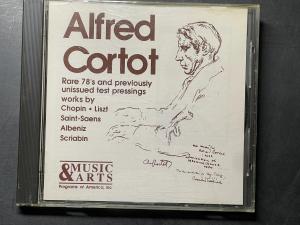 Alfred
Cortot
Rare 78's and previously
unissued test pressings
works by
Chopin • Liszt
Saint-Saens
Albeniz
Scriabin
MUSIC
& ARTS
Programs of America, Inc